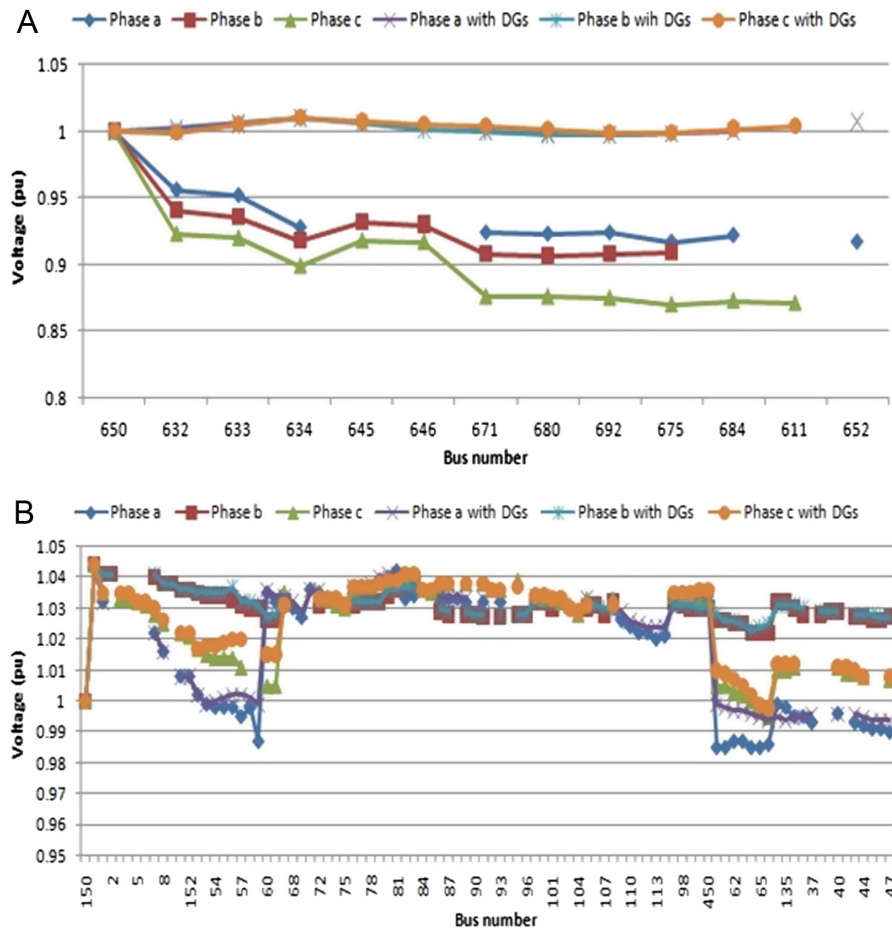 A
Phase a Phase b Phase c Phase a with DGs Phase b wih DGs Phase c with DGs
1.05
1
0.95
0.9
0.85
0.8
Voltage (pu)
650 632 633 634 645 646 671 680 692 675 684 611 652
Bus number
B
Phase a Phase b Phase c Phase a with DGs Phase b with DGs Phase c with DGs
1.05
1.04
1.03
1.02
1.01
1
0.99
0.98
0.97
0.96
0.95
Voltage (pu)
150 2 5 8 152 54 57 60 68 72 75 78 81 84 87 90 93 96 101 104 107 110 113 98 450 62 65 135 37 40 44 47
Bus number